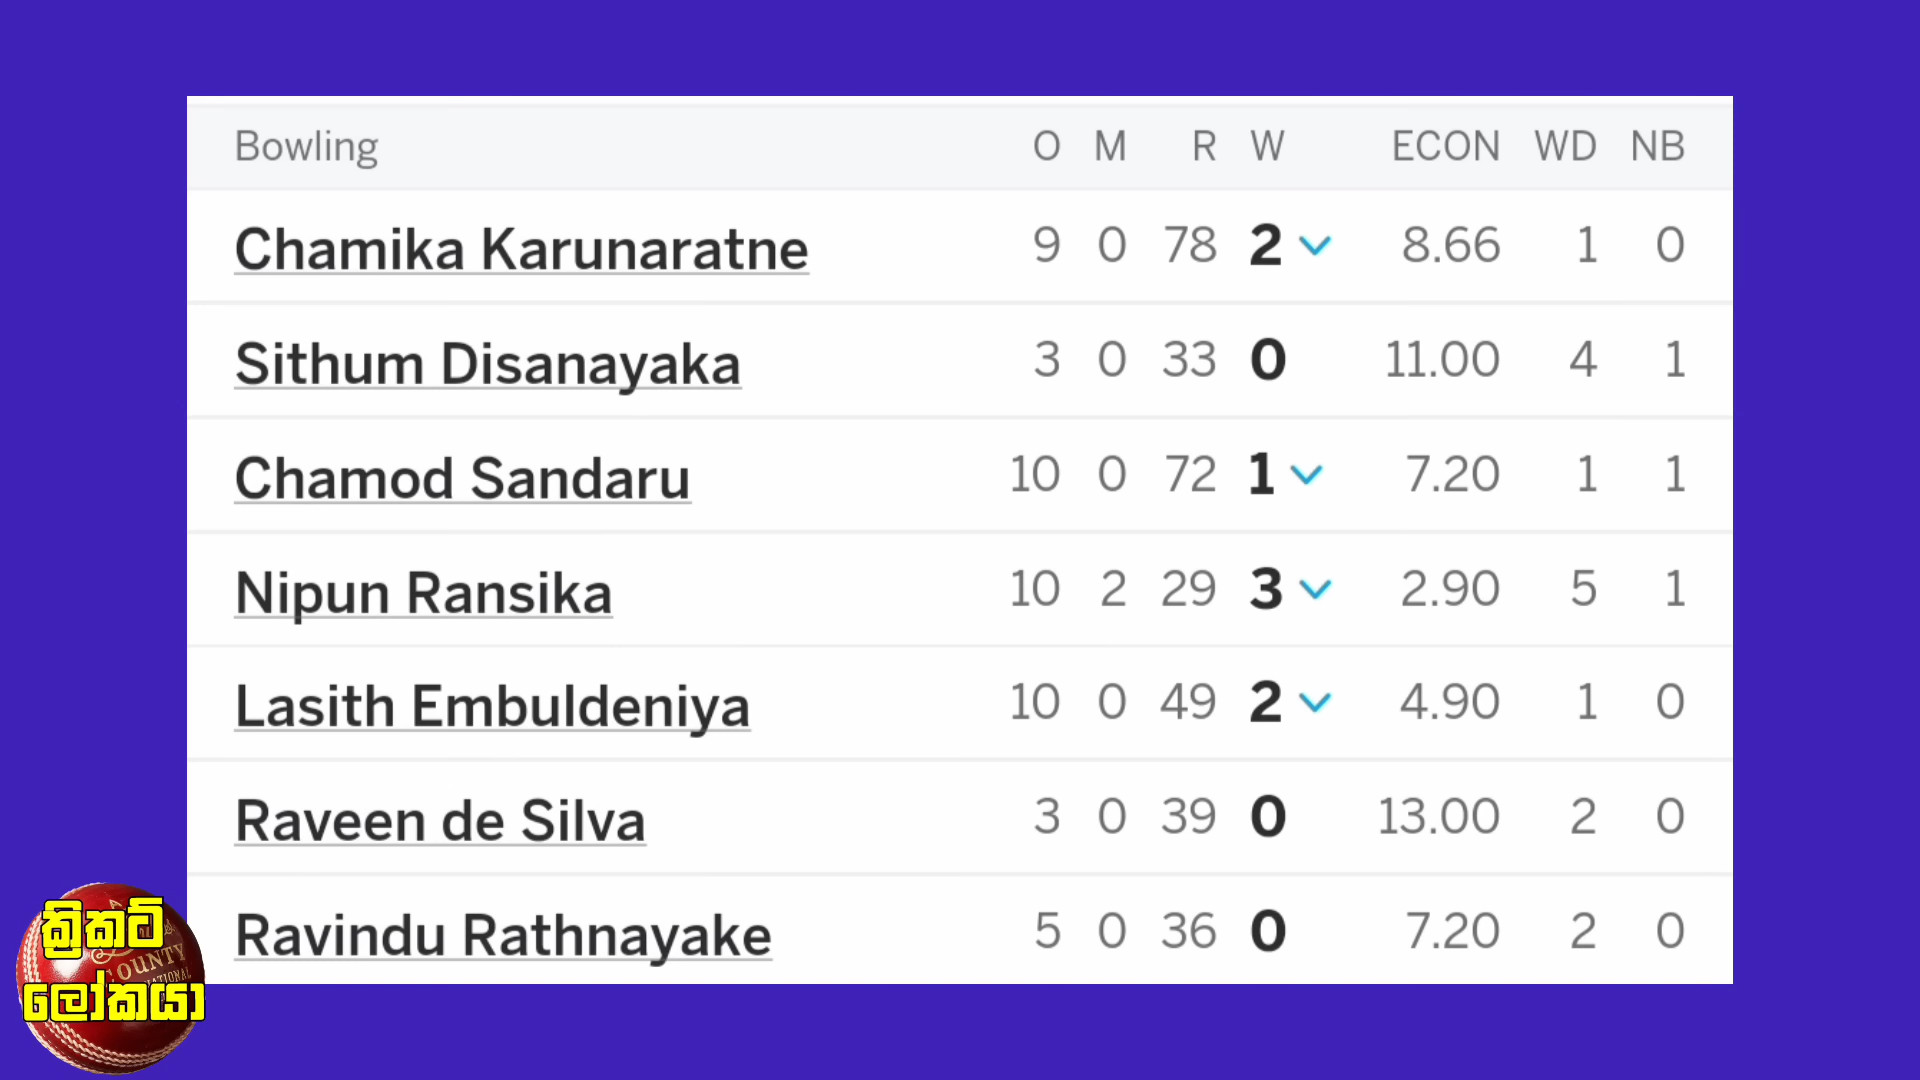 Bowling O M R W ECON WD NB
Chamika Karunaratne 9 0 78 2 8.66 1 0
Sithum Disanayaka 3 0 33 0 11.00 4 1
Chamod Sandaru 10 0 72 1 7.20 1 1
Nipun Ransika 10 2 29 3 2.90 5 1
Lasith Embuldeniya 10 0 49 2 4.90 1 0
Raveen de Silva 3 0 39 0 13.00 2 0
Ravindu Rathnayake 5 0 36 0 7.20 2 0
ක්‍රිකට්
COUNTY
ලෝකයා